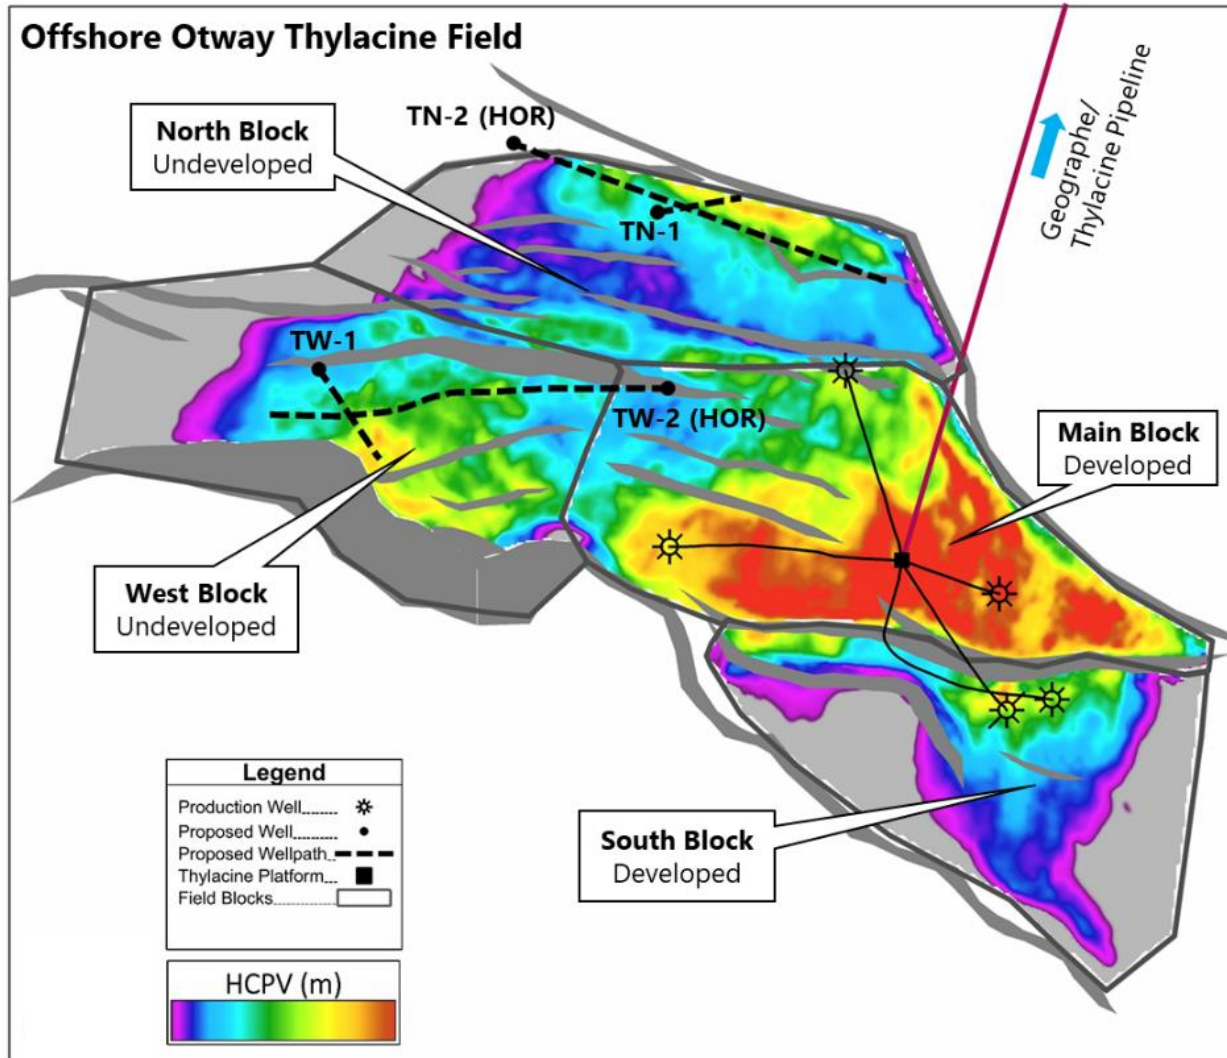 Offshore Otway Thylacine Field
TN-2 (HOR)
North Block
Undeveloped
Geographe/
Thylacine Pipeline
TN-1
TW-1
TW-2 (HOR)
Main Block
Developed
West Block
Undeveloped
South Block
Developed
Legend
Production Well
Proposed Well
Proposed Wellpath
Thylacine Platform
Field Blocks
HCPV (m)